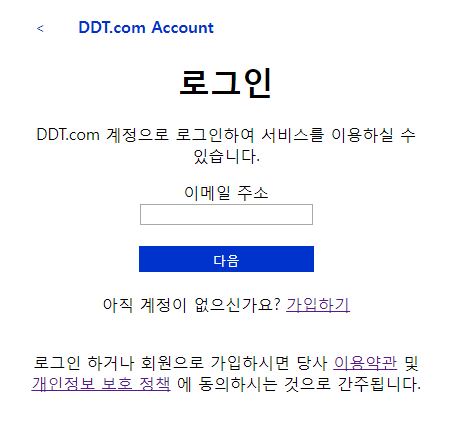 < DDT.com Account
로그인
DDT.com 계정으로 로그인하여 서비스를 이용하실 수
있습니다.
이메일 주소
다음
아직 계정이 없으신가요? 가입하기
로그인 하거나 회원으로 가입하시면 당사 이용약관 및
개인정보 보호 정책 에 동의하시는 것으로 간주됩니다.